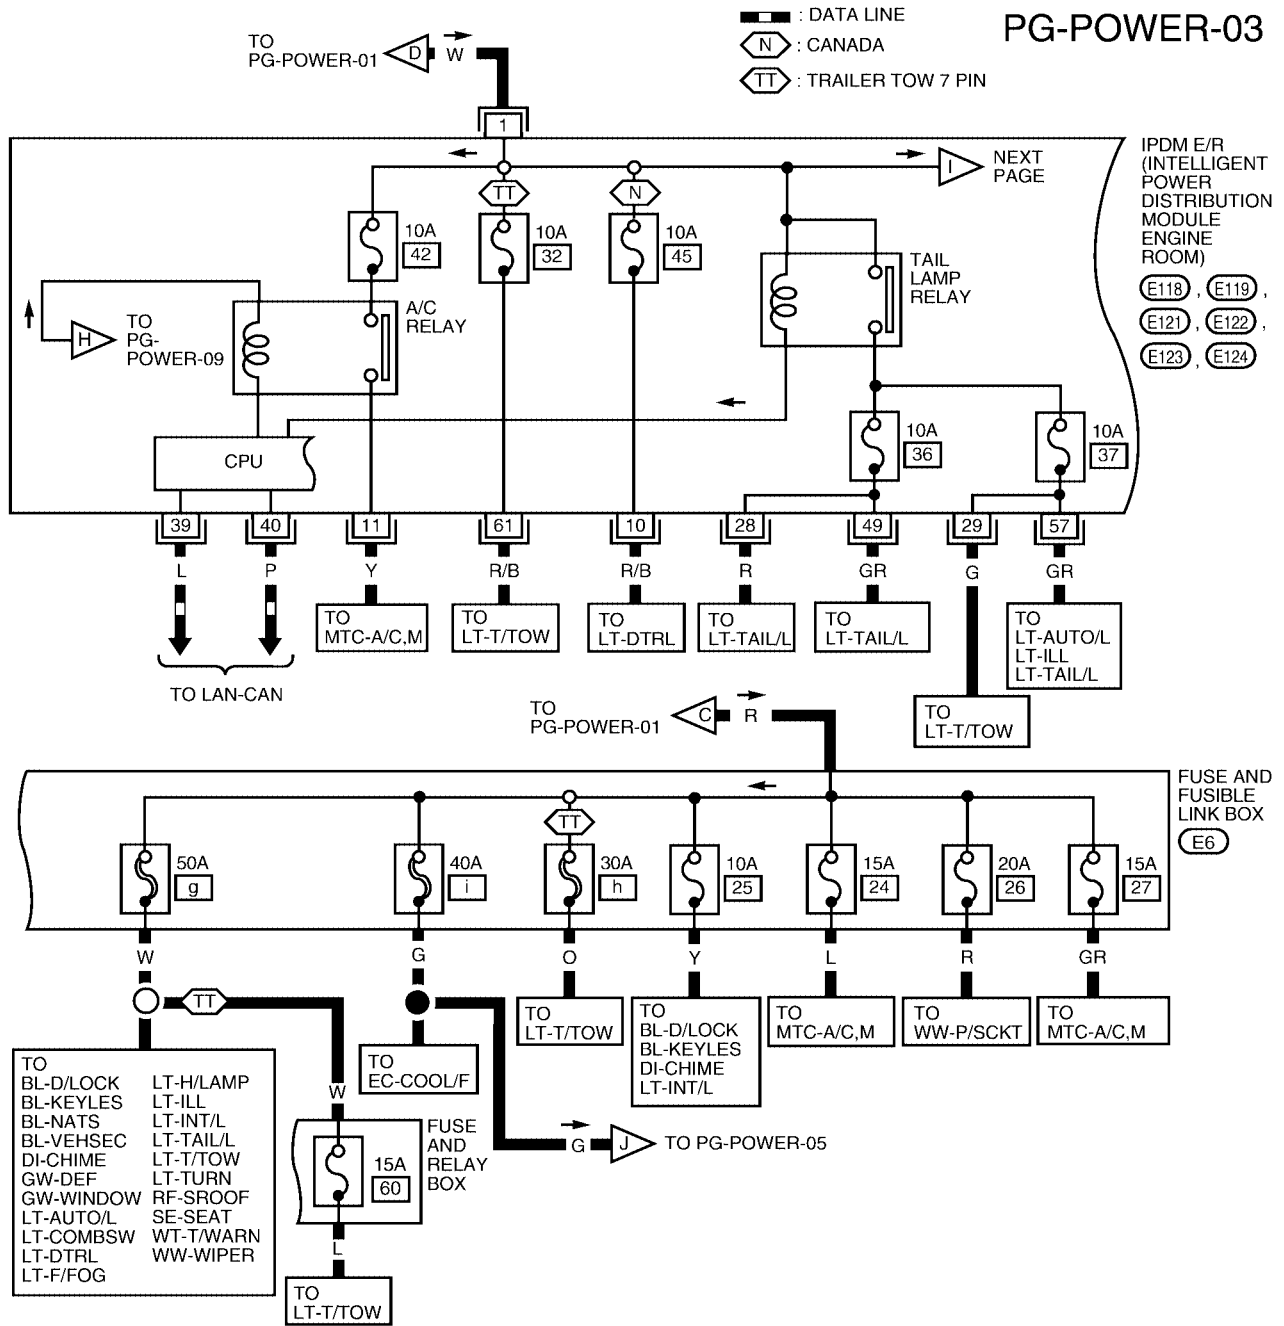 : DATA LINE
PG-POWER-03
N : CANADA
TT : TRAILER TOW 7 PIN
TO
PG-POWER-01
D
W
1
IPDM E/R
(INTELLIGENT
POWER
DISTRIBUTION
MODULE
ENGINE
ROOM)
E118 , E119 ,
E121 , E122 ,
E123 , E124
I
NEXT
PAGE
TT
N
10A
42
10A
32
10A
45
TAIL
LAMP
RELAY
A/C
RELAY
H
TO
PG-
POWER-09
CPU
10A
36
10A
37
39
40
11
61
10
28
49
29
57
L
P
Y
R/B
R/B
R
GR
G
GR
TO
MTC-A/C,M
TO
LT-T/TOW
TO
LT-DTRL
TO
LT-TAIL/L
TO
LT-TAIL/L
TO
LT-AUTO/L
LT-ILL
LT-TAIL/L
TO LAN-CAN
TO
LT-T/TOW
TO
PG-POWER-01
C
R
FUSE AND
FUSIBLE
LINK BOX
E6
TT
50A
g
40A
i
30A
h
10A
25
15A
24
20A
26
15A
27
W
G
O
Y
L
R
GR
TT
TO
LT-T/TOW
TO
BL-D/LOCK
BL-KEYLES
DI-CHIME
LT-INT/L
TO
MTC-A/C,M
TO
WW-P/SCKT
TO
MTC-A/C,M
TO
EC-COOL/F
TO
BL-D/LOCK
BL-KEYLES
BL-NATS
BL-VEHSEC
DI-CHIME
GW-DEF
GW-WINDOW
LT-AUTO/L
LT-COMBSW
LT-DTRL
LT-F/FOG
LT-H/LAMP
LT-ILL
LT-INT/L
LT-TAIL/L
LT-T/TOW
LT-TURN
RF-SROOF
SE-SEAT
WT-T/WARN
WW-WIPER
W
FUSE
AND
RELAY
BOX
15A
60
G
J
TO PG-POWER-05
L
TO
LT-T/TOW